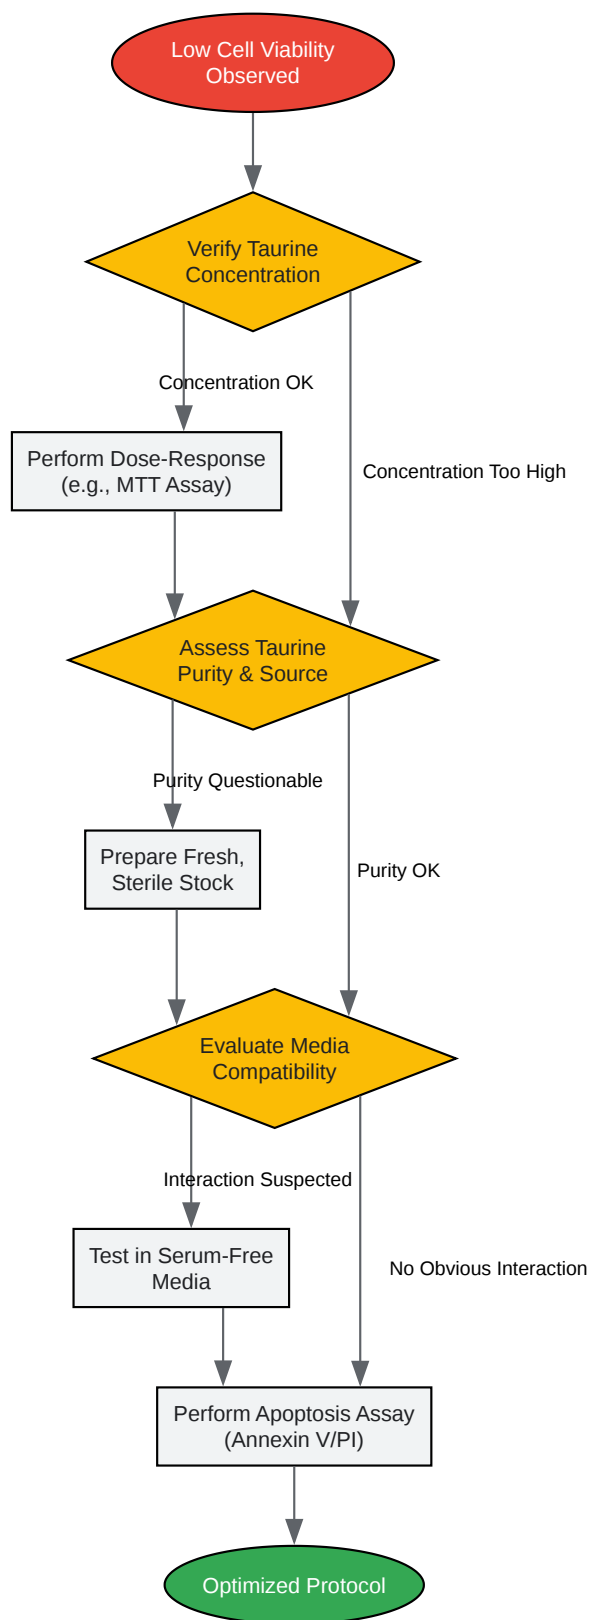 Low Cell Viability
Observed
Verify Taurine
Concentration
Concentration OK
Perform Dose-Response
(e.g., MTT Assay)
Concentration Too High
Assess Taurine
Purity & Source
Purity Questionable
Prepare Fresh,
Sterile Stock
Purity OK
Evaluate Media
Compatibility
Interaction Suspected
Test in Serum-Free
Media
No Obvious Interaction
Perform Apoptosis Assay
(Annexin V/PI)
Optimized Protocol